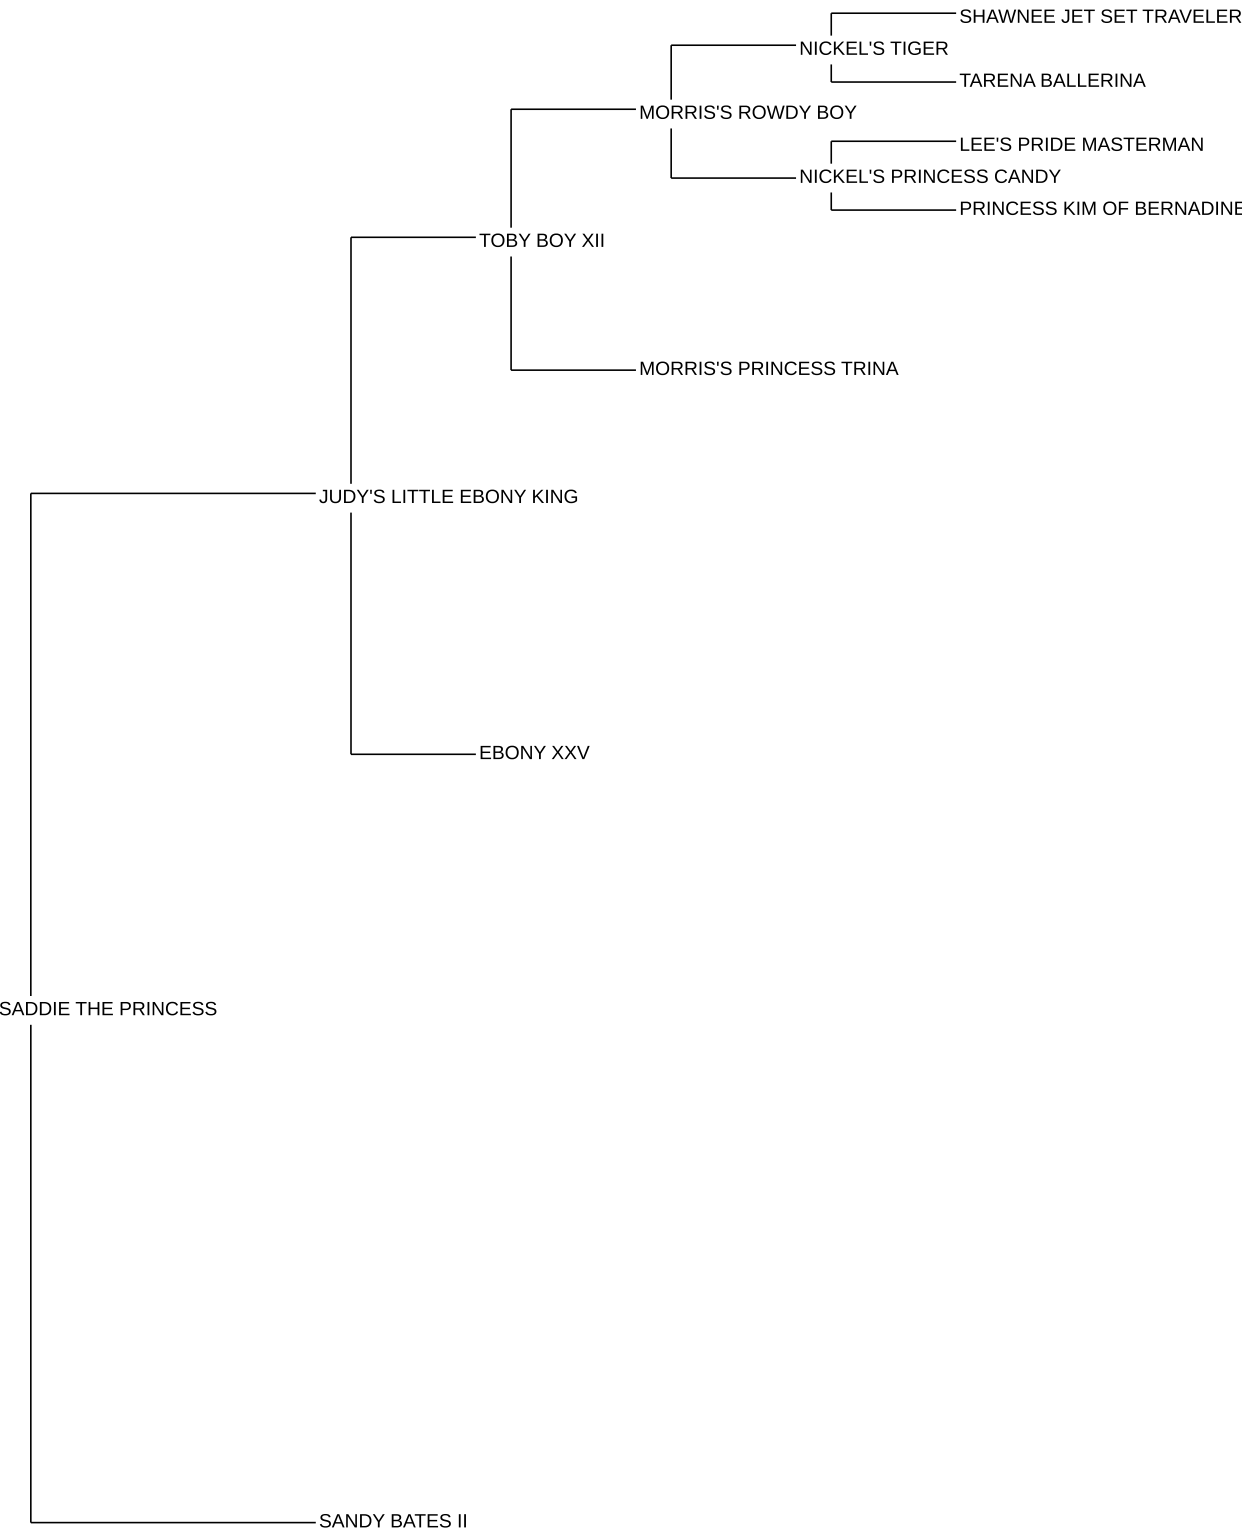 SHAWNEE JET SET TRAVELER
NICKEL'S TIGER
TARENA BALLERINA
MORRIS'S ROWDY BOY
LEE'S PRIDE MASTERMAN
NICKEL'S PRINCESS CANDY
PRINCESS KIM OF BERNADINE
TOBY BOY XII
MORRIS'S PRINCESS TRINA
JUDY'S LITTLE EBONY KING
EBONY XXV
SADDIE THE PRINCESS
SANDY BATES II